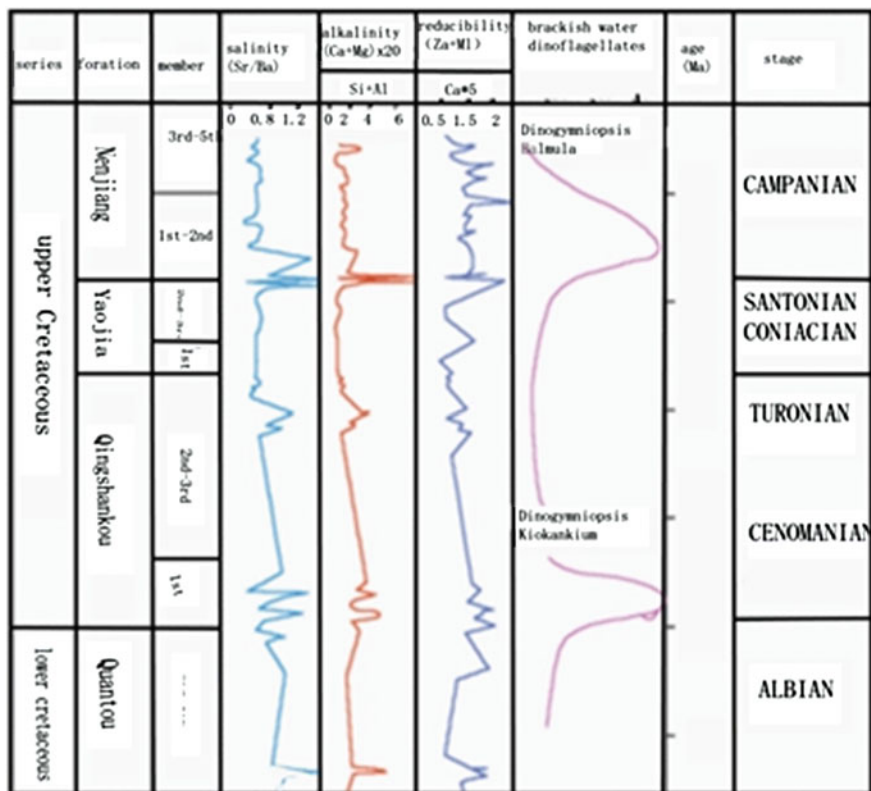 series
foration
member
salinity
(Sr/Ba)
alkalinity
(Ca+Mg)x20
Si+Al
reducibility
(Za+Ml)
Ca*5
brackish water
dinoflagellates
age
(Ma)
stage
0 0.8 1.2
0 2 4 6
0.5 1.5 2
upper Cretaceous
lower cretaceous
Nenjiang
Yaojia
Qingshankou
Quantou
3rd-5th
1st-2nd
1st
2nd-3rd
1st
Dinogymniopsis
Dinogymniopsis
Kiokankium
CAMPANIAN
SANTONIAN
CONIACIAN
TURONIAN
CENOMANIAN
ALBIAN